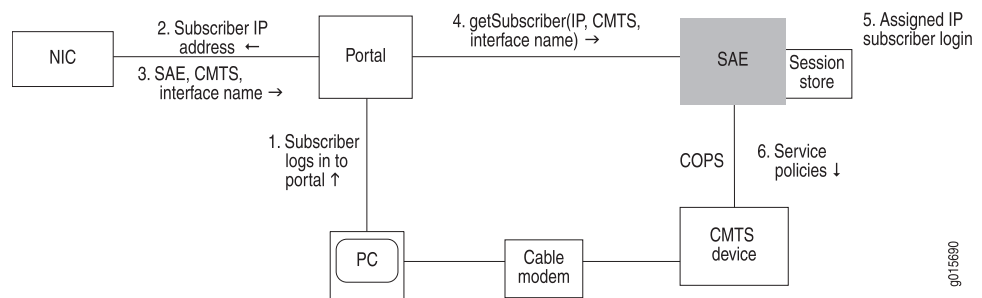 NIC
2. Subscriber IP
address ←
3. SAE, CMTS,
interface name →
Portal
4. getSubscriber(IP, CMTS,
interface name) →
SAE
Session
store
5. Assigned IP
subscriber login
1. Subscriber
logs in to
portal ↑
COPS
6. Service
policies ↓
PC
Cable
modem
CMTS
device
g015690